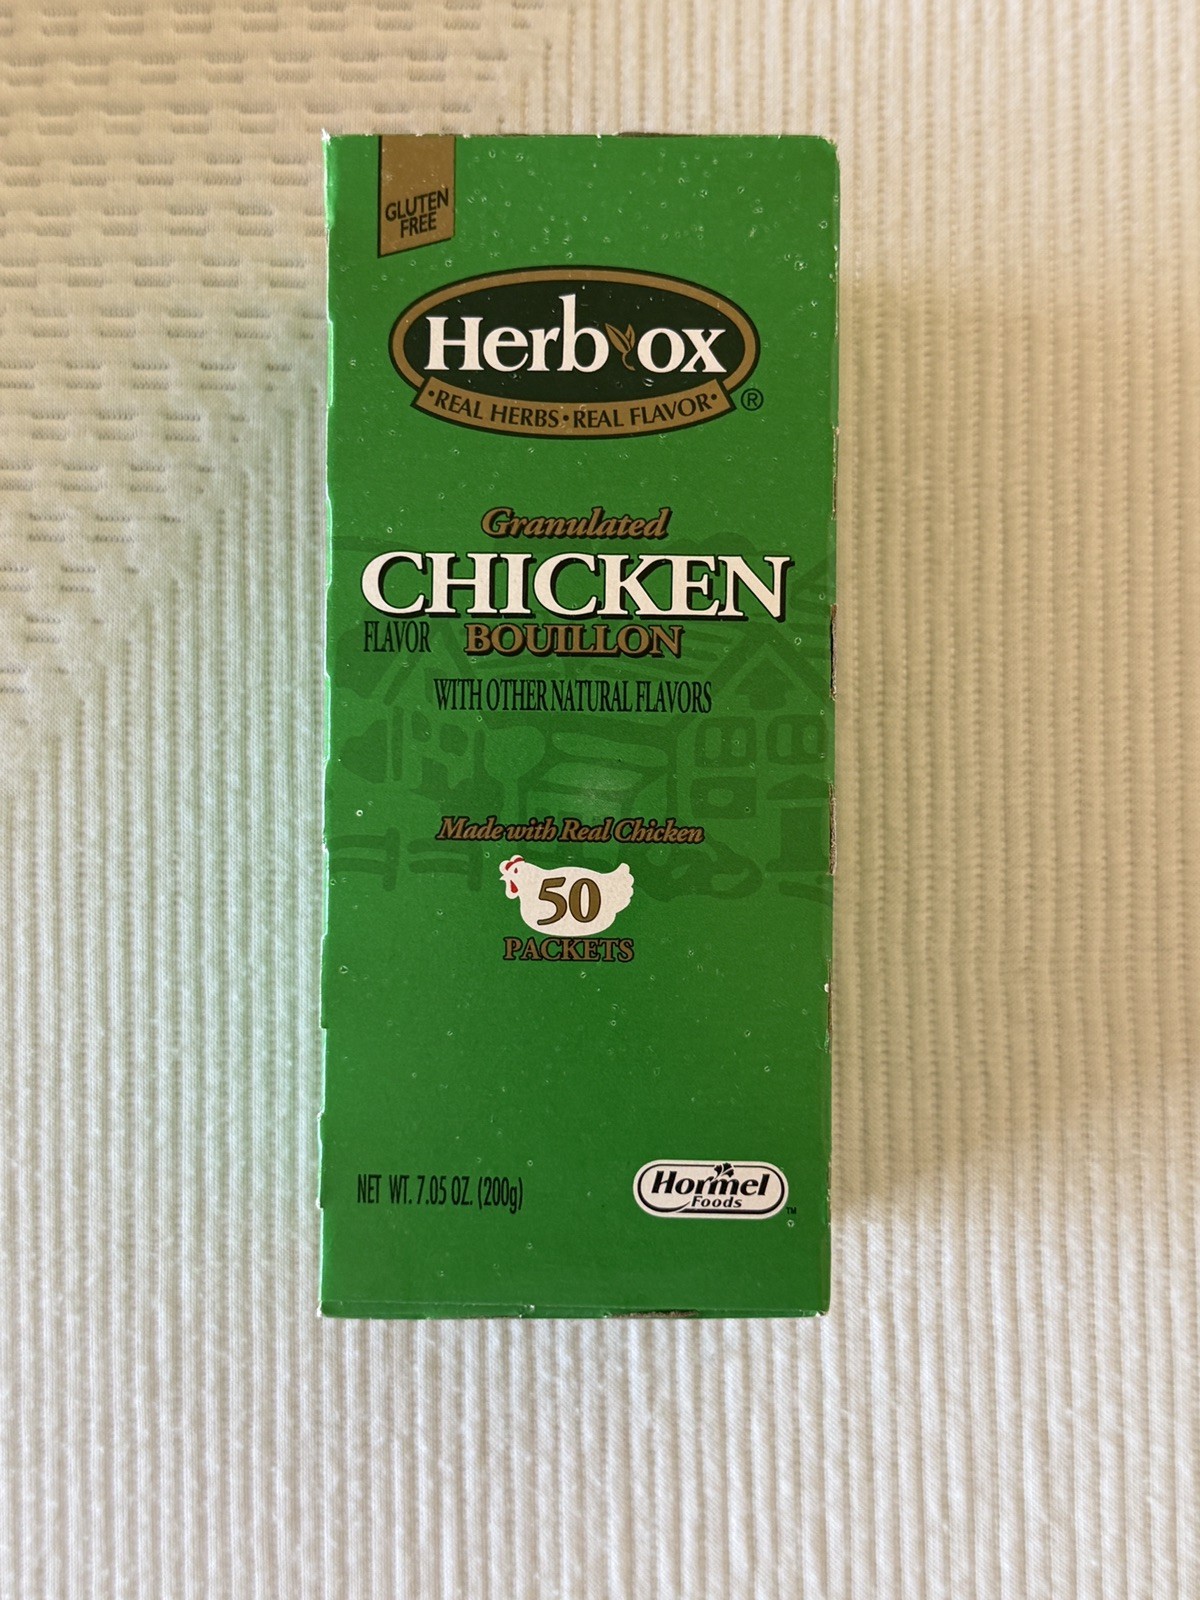 GLUTEN
FREE
Herb ox
•REAL HERBS•REAL FLAVOR•
®
Granulated
CHICKEN
FLAVOR BOUILLON
WITH OTHER NATURAL FLAVORS
Made with Real Chicken
50
PACKETS
NET WT. 7.05 OZ. (200g)
Hormel
Foods
TM